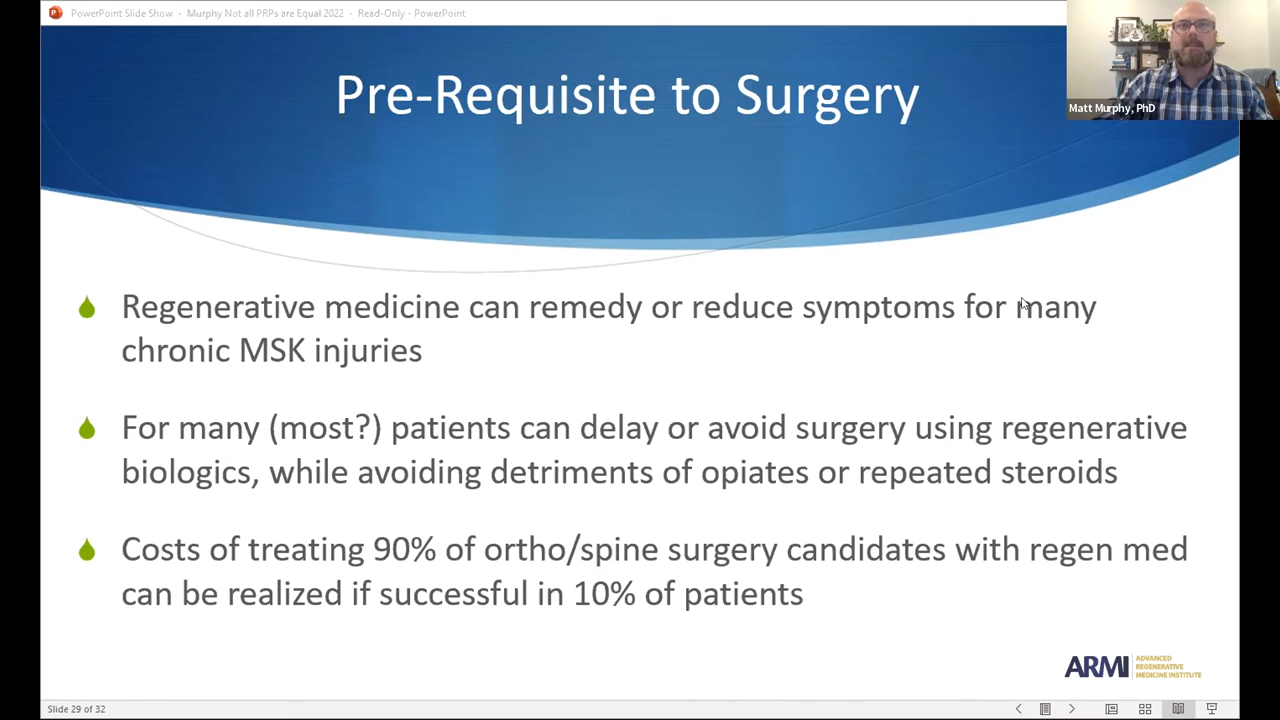 PowerPoint Slide Show - Murphy Not all PRPs are Equal 2022 - Read-Only - PowerPoint
Pre-Requisite to Surgery
Matt Murphy, PhD
Regenerative medicine can remedy or reduce symptoms for many
chronic MSK injuries
For many (most?) patients can delay or avoid surgery using regenerative
biologics, while avoiding detriments of opiates or repeated steroids
Costs of treating 90% of ortho/spine surgery candidates with regen med
can be realized if successful in 10% of patients
ARMI
ADVANCED
REGENERATIVE
MEDICINE INSTITUTE
Slide 29 of 32